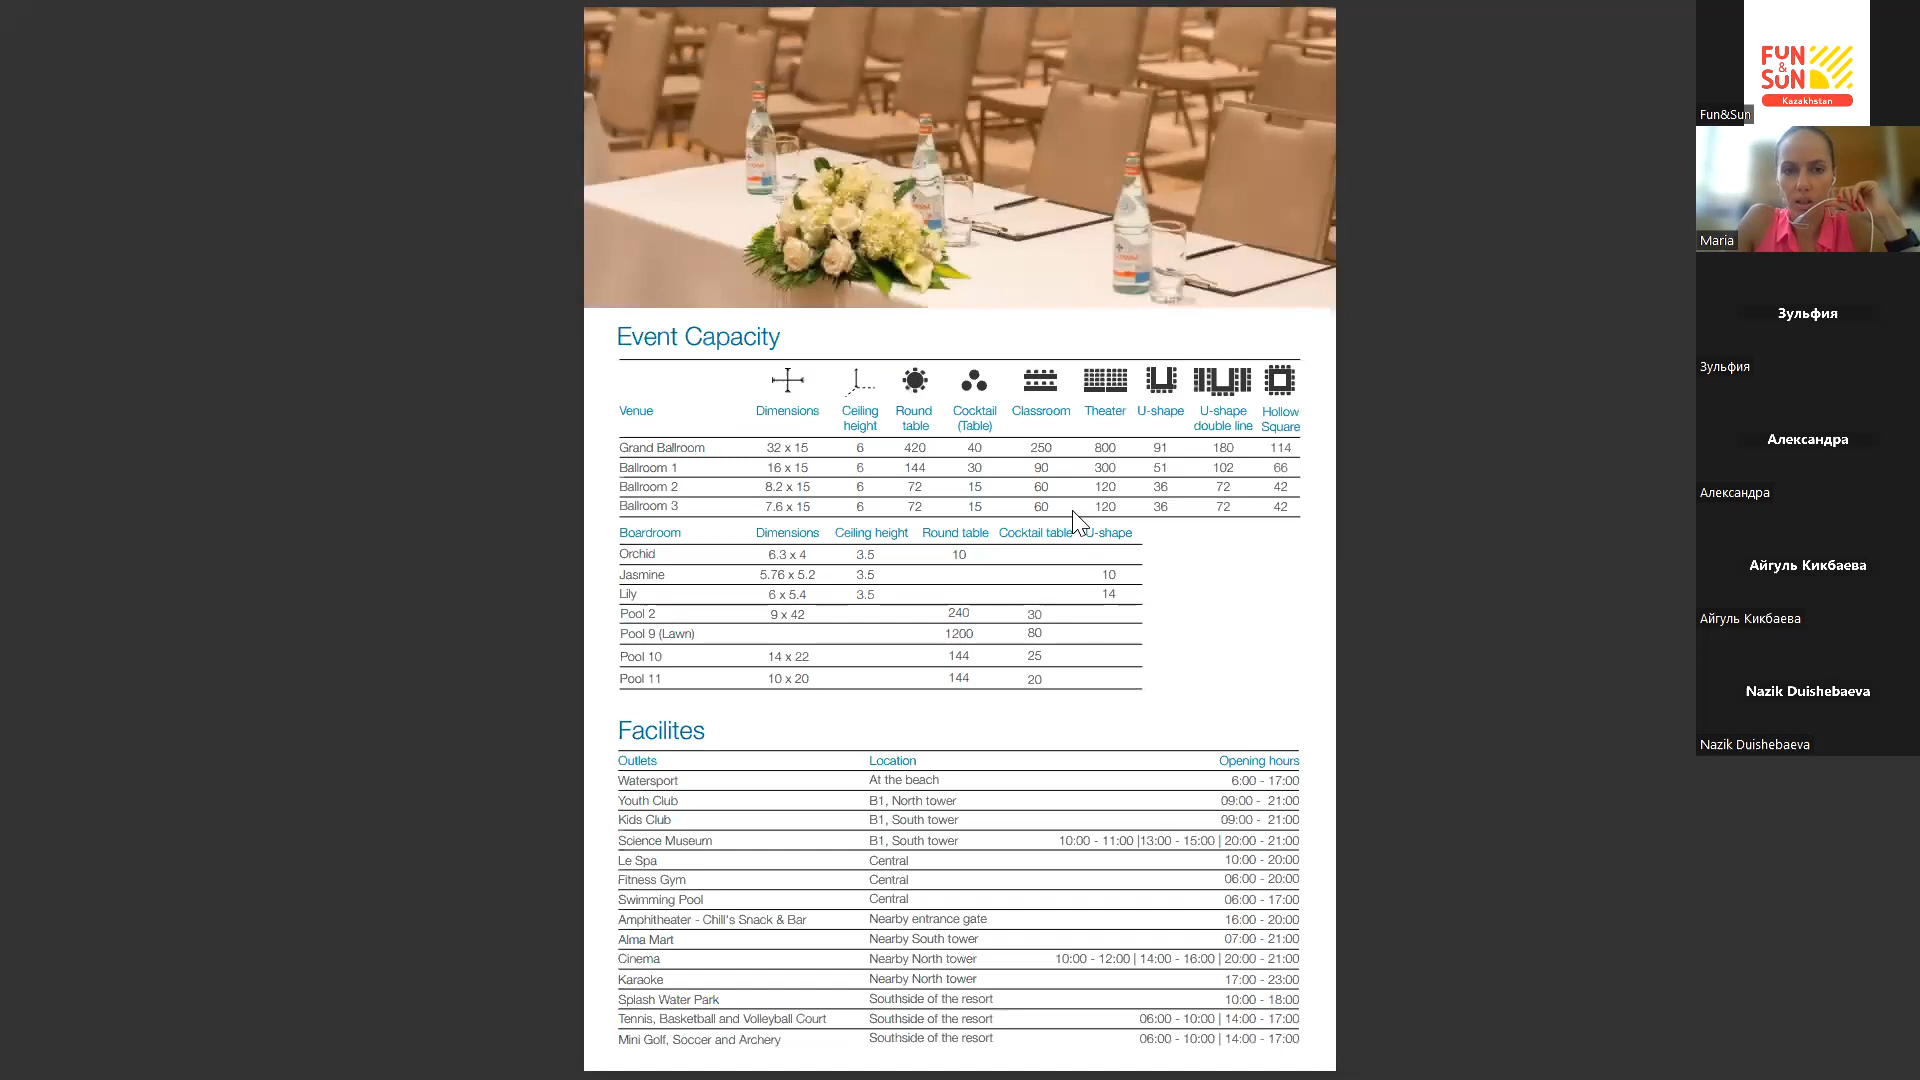 Event Capacity
Venue Dimensions Ceiling height Round table Cocktail (Table) Classroom Theater U-shape U-shape double line Hollow Square
Grand Ballroom 32 x 15 6 420 40 250 800 91 180 114
Ballroom 1 16 x 15 6 144 30 90 300 51 102 66
Ballroom 2 8.2 x 15 6 72 15 60 120 36 72 42
Ballroom 3 7.6 x 15 6 72 15 60 120 36 72 42
Boardroom Dimensions Ceiling height Round table Cocktail table U-shape
Orchid 6.3 x 4 3.5 10
Jasmine 5.76 x 5.2 3.5 10
Lily 6 x 5.4 3.5 14
Pool 2 9 x 42 240 30
Pool 9 (Lawn) 1200 80
Pool 10 14 x 22 144 25
Pool 11 10 x 20 144 20
Facilites
Outlets Location Opening hours
Watersport At the beach 6:00 - 17:00
Youth Club B1, North tower 09:00 - 21:00
Kids Club B1, South tower 09:00 - 21:00
Science Museum B1, South tower 10:00 - 11:00 |13:00 - 15:00 | 20:00 - 21:00
Le Spa Central 10:00 - 20:00
Fitness Gym Central 06:00 - 20:00
Swimming Pool Central 06:00 - 17:00
Amphitheater - Chill's Snack & Bar Nearby entrance gate 16:00 - 20:00
Alma Mart Nearby South tower 07:00 - 21:00
Cinema Nearby North tower 10:00 - 12:00 | 14:00 - 16:00 | 20:00 - 21:00
Karaoke Nearby North tower 17:00 - 23:00
Splash Water Park Southside of the resort 10:00 - 18:00
Tennis, Basketball and Volleyball Court Southside of the resort 06:00 - 10:00 | 14:00 - 17:00
Mini Golf, Soccer and Archery Southside of the resort 06:00 - 10:00 | 14:00 - 17:00
FUN
&
SUN
Kazakhstan
Fun&Sun
Maria
Зульфия
Зульфия
Александра
Александра
Айгуль Кикбаева
Айгуль Кикбаева
Nazik Duishebaeva
Nazik Duishebaeva